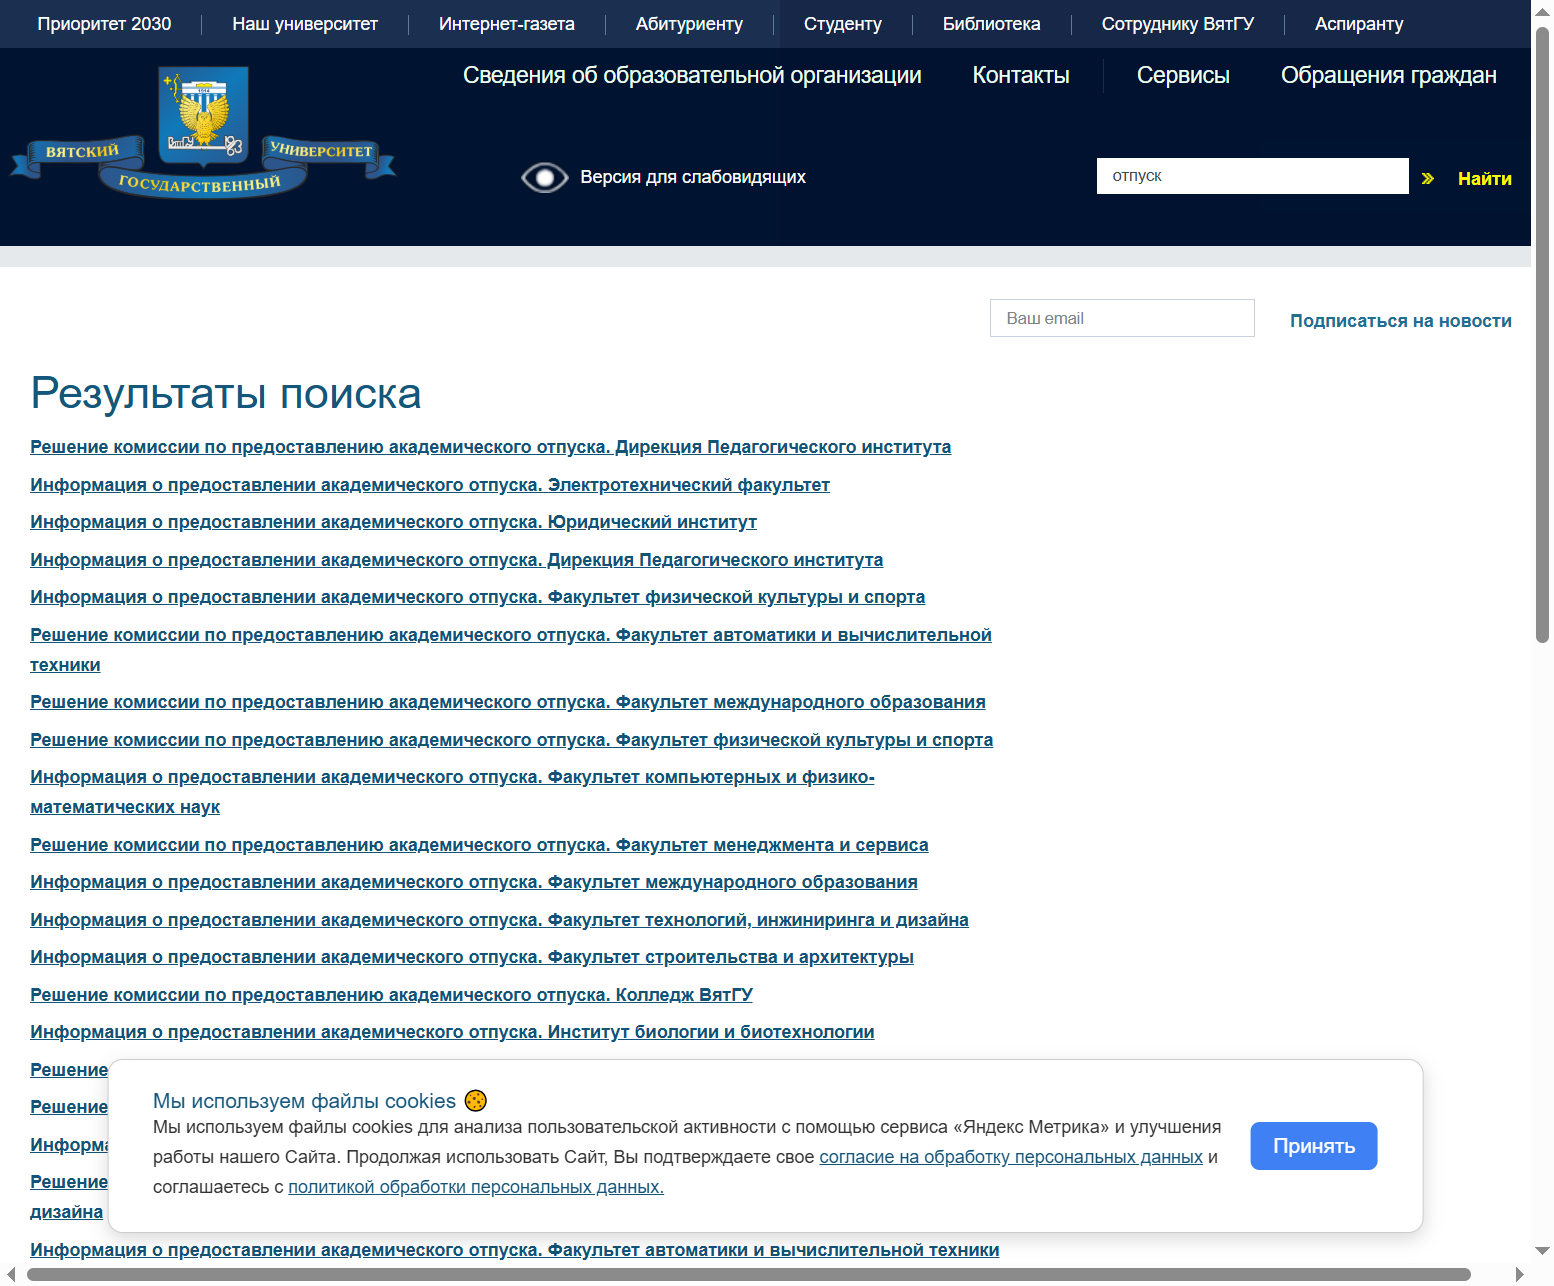 Приоритет 2030
Наш университет
Интернет-газета
Абитуриенту
Студенту
Библиотека
Сотруднику ВятГУ
Аспиранту
Сведения об образовательной организации
Контакты
Сервисы
Обращения граждан
1914
ВЯТСКИЙ
ГОСУДАРСТВЕННЫЙ
УНИВЕРСИТЕТ
Версия для слабовидящих
отпуск
Найти
Ваш email
Подписаться на новости
Результаты поиска
Решение комиссии по предоставлению академического отпуска. Дирекция Педагогического института
Информация о предоставлении академического отпуска. Электротехнический факультет
Информация о предоставлении академического отпуска. Юридический институт
Информация о предоставлении академического отпуска. Дирекция Педагогического института
Информация о предоставлении академического отпуска. Факультет физической культуры и спорта
Решение комиссии по предоставлению академического отпуска. Факультет автоматики и вычислительной
техники
Решение комиссии по предоставлению академического отпуска. Факультет международного образования
Решение комиссии по предоставлению академического отпуска. Факультет физической культуры и спорта
Информация о предоставлении академического отпуска. Факультет компьютерных и физико-
математических наук
Решение комиссии по предоставлению академического отпуска. Факультет менеджмента и сервиса
Информация о предоставлении академического отпуска. Факультет международного образования
Информация о предоставлении академического отпуска. Факультет технологий, инжиниринга и дизайна
Информация о предоставлении академического отпуска. Факультет строительства и архитектуры
Решение комиссии по предоставлению академического отпуска. Колледж ВятГУ
Информация о предоставлении академического отпуска. Институт биологии и биотехнологии
Решение
Решение
Информа
Решение
дизайна
Мы используем файлы cookies
Мы используем файлы cookies для анализа пользовательской активности с помощью сервиса «Яндекс Метрика» и улучшения
работы нашего Сайта. Продолжая использовать Сайт, Вы подтверждаете свое согласие на обработку персональных данных и
соглашаетесь с политикой обработки персональных данных.
Принять
Информация о предоставлении академического отпуска. Факультет автоматики и вычислительной техники